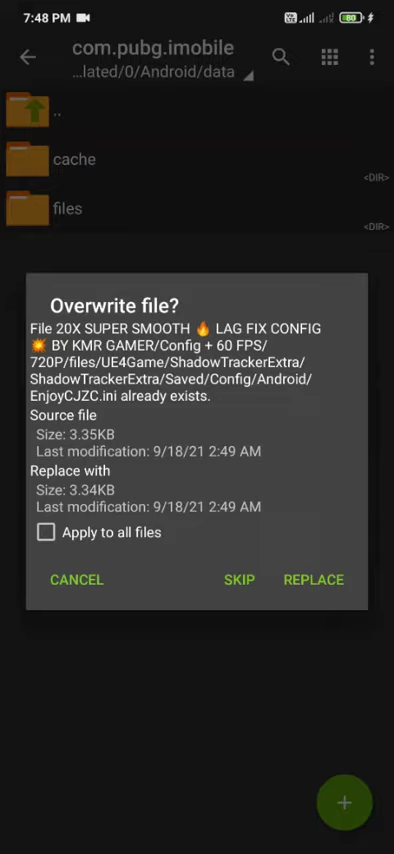 7:48 PM
80
com.pubg.imobile
...lated/0/Android/data
..
cache
<DIR>
files
<DIR>
Overwrite file?
File 20X SUPER SMOOTH 🔥 LAG FIX CONFIG
💥 BY KMR GAMER/Config + 60 FPS/
720P/files/UE4Game/ShadowTrackerExtra/
ShadowTrackerExtra/Saved/Config/Android/
EnjoyCJZC.ini already exists.
Source file
Size: 3.35KB
Last modification: 9/18/21 2:49 AM
Replace with
Size: 3.34KB
Last modification: 9/18/21 2:49 AM
Apply to all files
CANCEL SKIP REPLACE